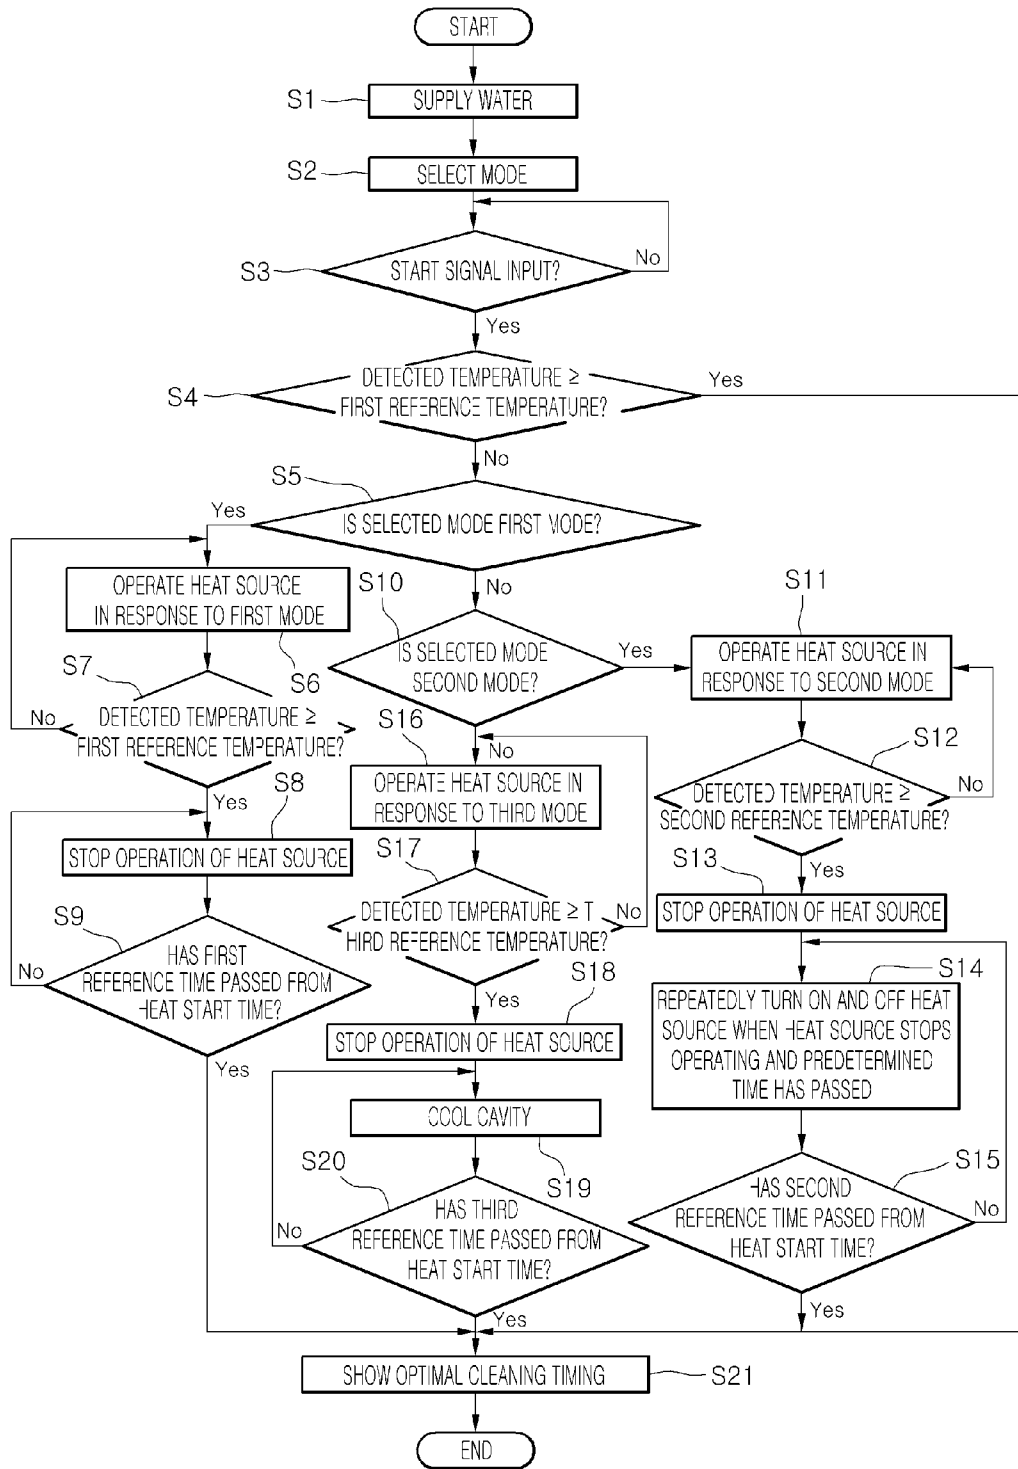 START
S1
SUPPLY WATER
S2
SELECT MODE
S3
START SIGNAL INPUT?
No
Yes
S4
DETECTED TEMPERATURE ≥
FIRST REFERENCE TEMPERATURE?
Yes
No
S5
IS SELECTED MODE FIRST MODE?
Yes
No
OPERATE HEAT SOURCE
IN RESPONSE TO FIRST MODE
S6
S7
DETECTED TEMPERATURE ≥
FIRST REFERENCE TEMPERATURE?
No
Yes
S8
STOP OPERATION OF HEAT SOURCE
S9
HAS FIRST
REFERENCE TIME PASSED FROM
HEAT START TIME?
No
Yes
S10
IS SELECTED MODE
SECOND MODE?
Yes
No
S11
OPERATE HEAT SOURCE IN
RESPONSE TO SECOND MODE
S12
DETECTED TEMPERATURE ≥
SECOND REFERENCE TEMPERATURE?
No
Yes
S13
STOP OPERATION OF HEAT SOURCE
S14
REPEATEDLY TURN ON AND OFF HEAT
SOURCE WHEN HEAT SOURCE STOPS
OPERATING AND PREDETERMINED
TIME HAS PASSED
S15
HAS SECOND
REFERENCE TIME PASSED FROM
HEAT START TIME?
No
Yes
S16
OPERATE HEAT SOURCE IN
RESPONSE TO THIRD MODE
S17
DETECTED TEMPERATURE ≥ T
HIRD REFERENCE TEMPERATURE?
No
Yes
S18
STOP OPERATION OF HEAT SOURCE
COOL CAVITY
S19
S20
HAS THIRD
REFERENCE TIME PASSED FROM
HEAT START TIME?
No
Yes
SHOW OPTIMAL CLEANING TIMING
S21
END